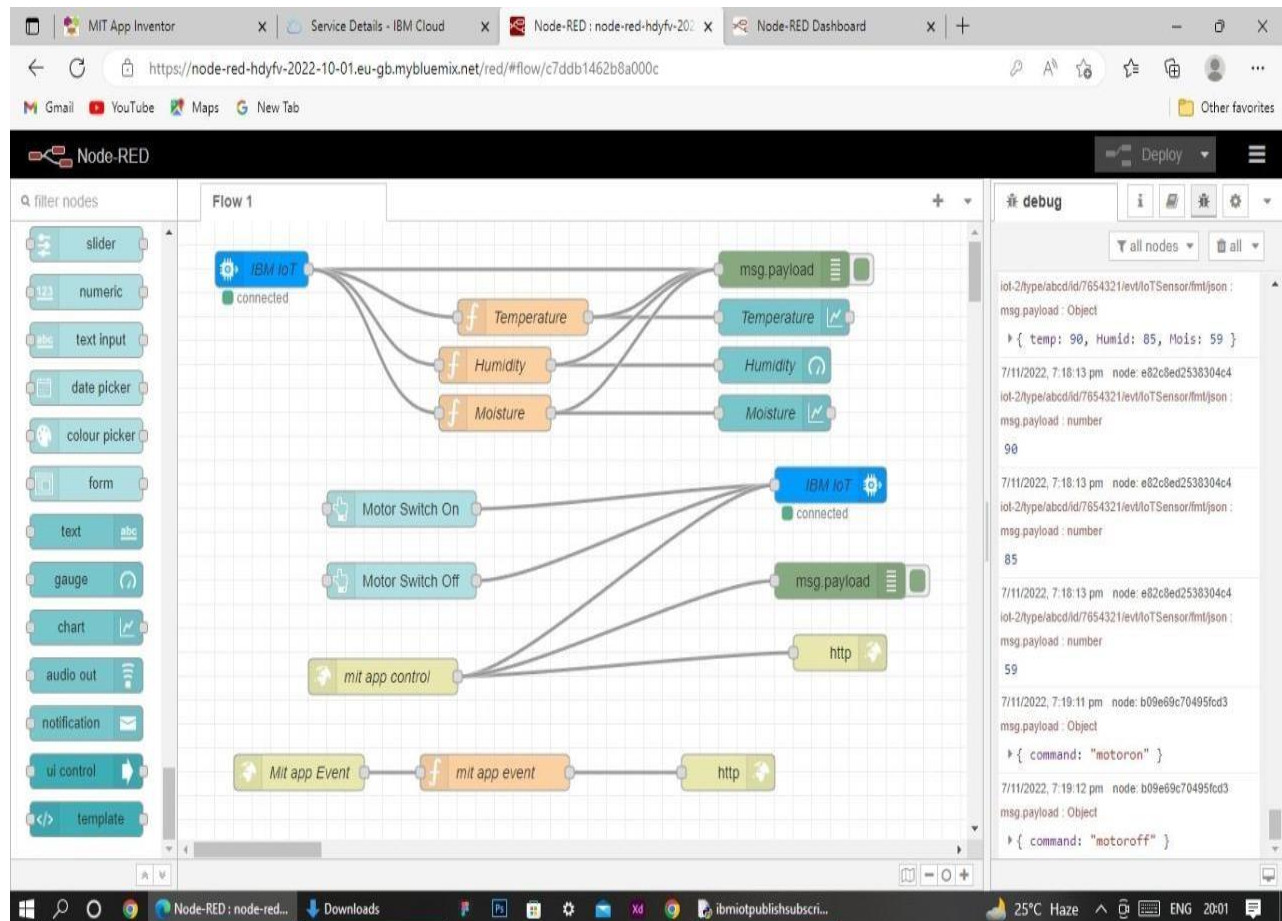 MIT App Inventor
Service Details - IBM Cloud
Node-RED : node-red-hdyfv-202
Node-RED Dashboard
https://node-red-hdyfv-2022-10-01.eu-gb.mybluemix.net/red/#flow/c7ddb1462b8a000c
Gmail YouTube Maps New Tab
Other favorites
Node-RED
Deploy
filter nodes
slider
123 numeric
abc text input
date picker
colour picker
form
text abc
gauge
chart
audio out
notification
ui control
</> template
Flow 1
IBM IoT
connected
msg.payload
f Temperature
Temperature
f Humidity
Humidity
f Moisture
Moisture
Motor Switch On
IBM IoT
connected
Motor Switch Off
msg.payload
mit app control
http
Mit app Event
f mit app event
http
debug
i
all nodes
all
iot-2/type/abcd/id/7654321/evt/IoTSensor/fmt/json :
msg.payload : Object
{ temp: 90, Humid: 85, Mois: 59 }
7/11/2022, 7:18:13 pm node: e82c8ed2538304c4
iot-2/type/abcd/id/7654321/evt/IoTSensor/fmt/json :
msg.payload : number
90
7/11/2022, 7:18:13 pm node: e82c8ed2538304c4
iot-2/type/abcd/id/7654321/evt/IoTSensor/fmt/json :
msg.payload : number
85
7/11/2022, 7:18:13 pm node: e82c8ed2538304c4
iot-2/type/abcd/id/7654321/evt/IoTSensor/fmt/json :
msg.payload : number
59
7/11/2022, 7:19:11 pm node: b09e69c70495fcd3
msg.payload : Object
{ command: "motoron" }
7/11/2022, 7:19:12 pm node: b09e69c70495fcd3
msg.payload : Object
{ command: "motoroff" }
Node-RED : node-red...
Downloads
Ps
Xd
ibmiotpublishsubscri...
25°C Haze
ENG
20:01